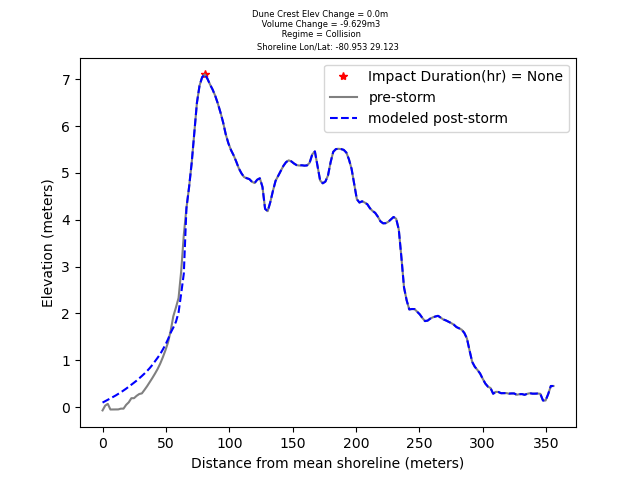 Dune Crest Elev Change = 0.0m
Volume Change = -9.629m3
Regime = Collision
Shoreline Lon/Lat: -80.953 29.123
Impact Duration(hr) = None
pre-storm
modeled post-storm
Elevation (meters)
7
6
5
4
3
2
1
0
0 50 100 150 200 250 300 350
Distance from mean shoreline (meters)